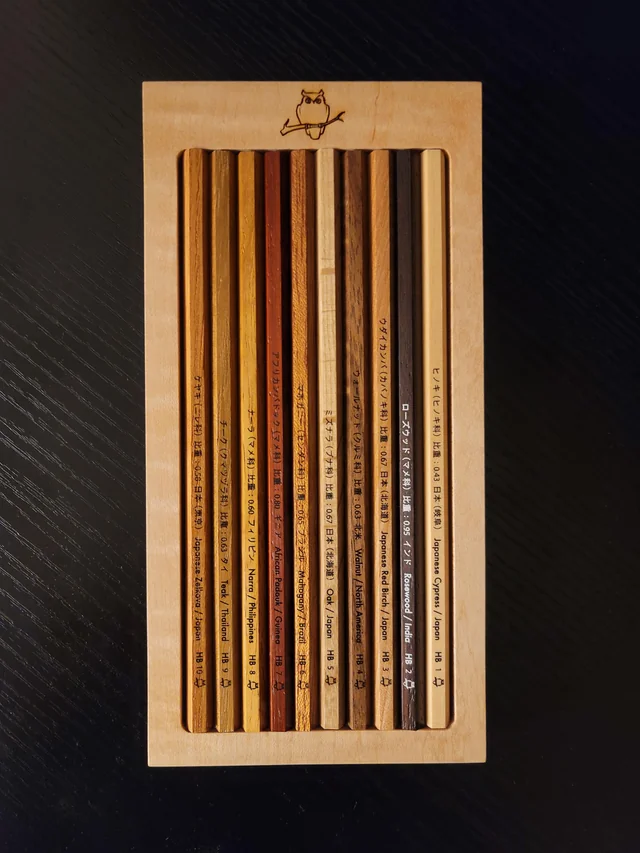 ヒノキ (ヒノキ科) 比重：0.43 日本 (岐阜) Japanese Cypress / Japan HB 1
ローズウッド (マメ科) 比重：0.95 インド Rosewood / India HB 2
ウダイカンバ (カバノキ科) 比重：0.67 日本 (北海道) Japanese Red Birch / Japan HB 3
ウォールナット (クルミ科) 比重：0.63 北米 Walnut / North America HB 4
ミズナラ (ブナ科) 比重：0.67 日本 (北海道) Oak / Japan HB 5
マホガニー (センダン科) 比重：0.65 ブラジル Mahogany / Brazil HB 6
アフリカンパドック (マメ科) 比重：0.80 ギニア African Padouk / Guinea HB 7
ナーラ (マメ科) 比重：0.60 フィリピン Narra / Philippines HB 8
チーク (クマツヅラ科) 比重：0.63 タイ Teak / Thailand HB 9
ケヤキ (ニレ科) 比重： 日本 (東京) Japanese Zelkova / Japan HB 10